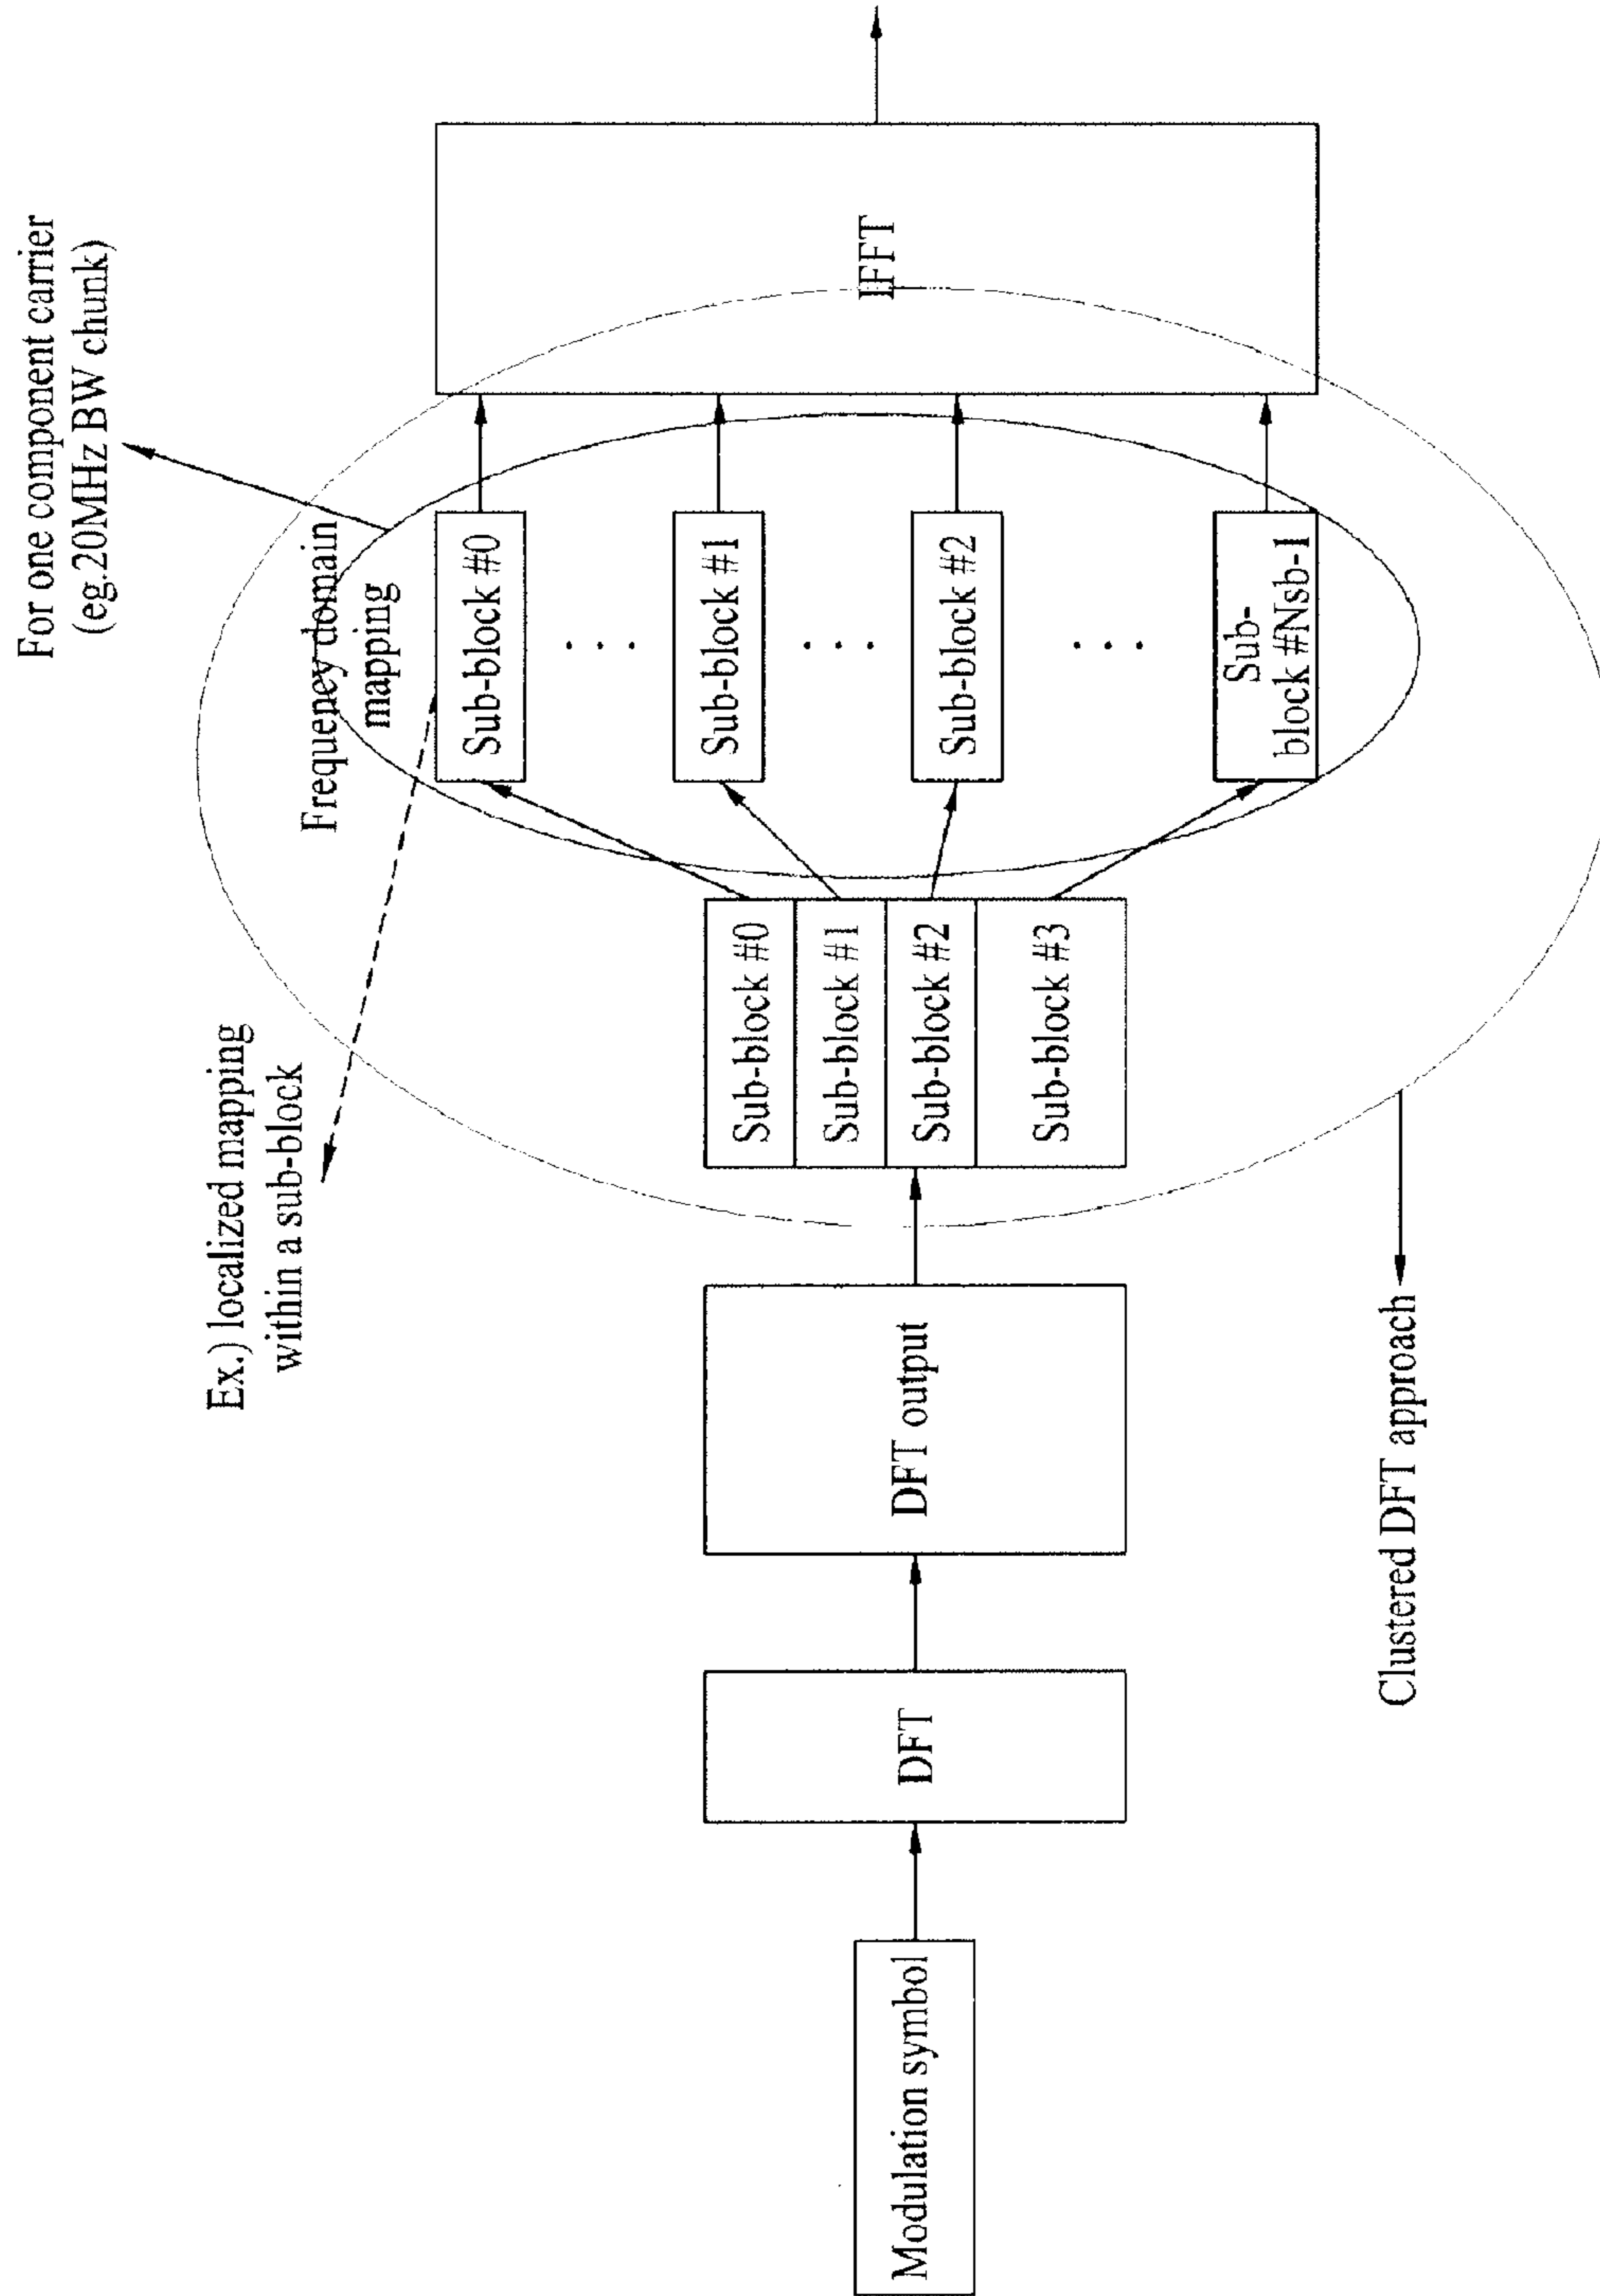 For one component carrier
(eg.20MHz BW chunk)
Ex.) localized mapping
within a sub-block
Frequency domain
mapping
Modulation symbol
DFT
DFT output
Sub-block #0
Sub-block #1
Sub-block #2
Sub-block #3
Sub-block #0
. . .
Sub-block #1
. . .
Sub-block #2
. . .
Sub-
block #Nsb-1
IFFT
Clustered DFT approach